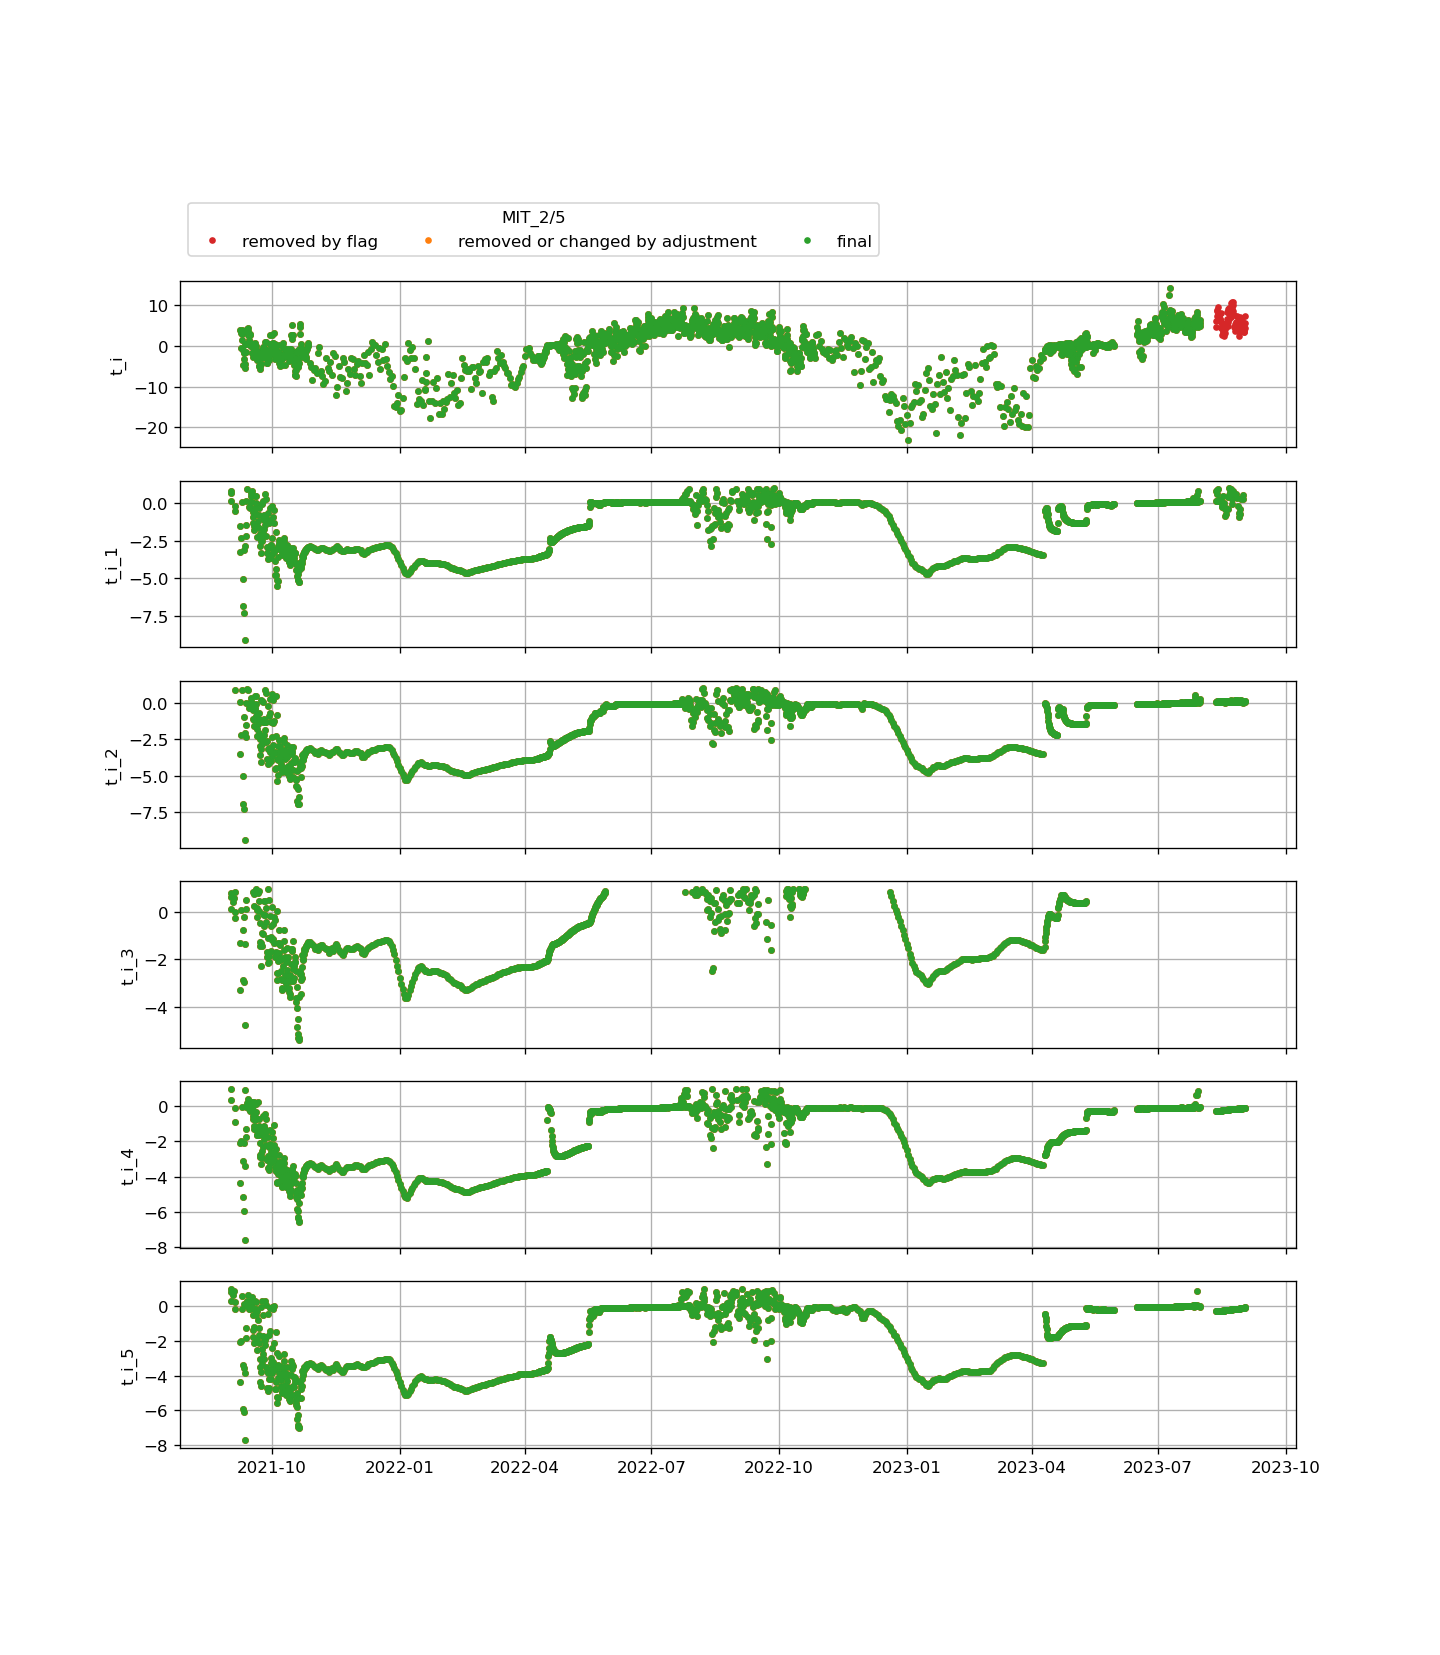 MIT_2/5
removed by flag removed or changed by adjustment final
t_i
10
0
−10
−20
t_i_1
0.0
−2.5
−5.0
−7.5
t_i_2
0.0
−2.5
−5.0
−7.5
t_i_3
0
−2
−4
t_i_4
0
−2
−4
−6
−8
t_i_5
0
−2
−4
−6
−8
2021-10 2022-01 2022-04 2022-07 2022-10 2023-01 2023-04 2023-07 2023-10